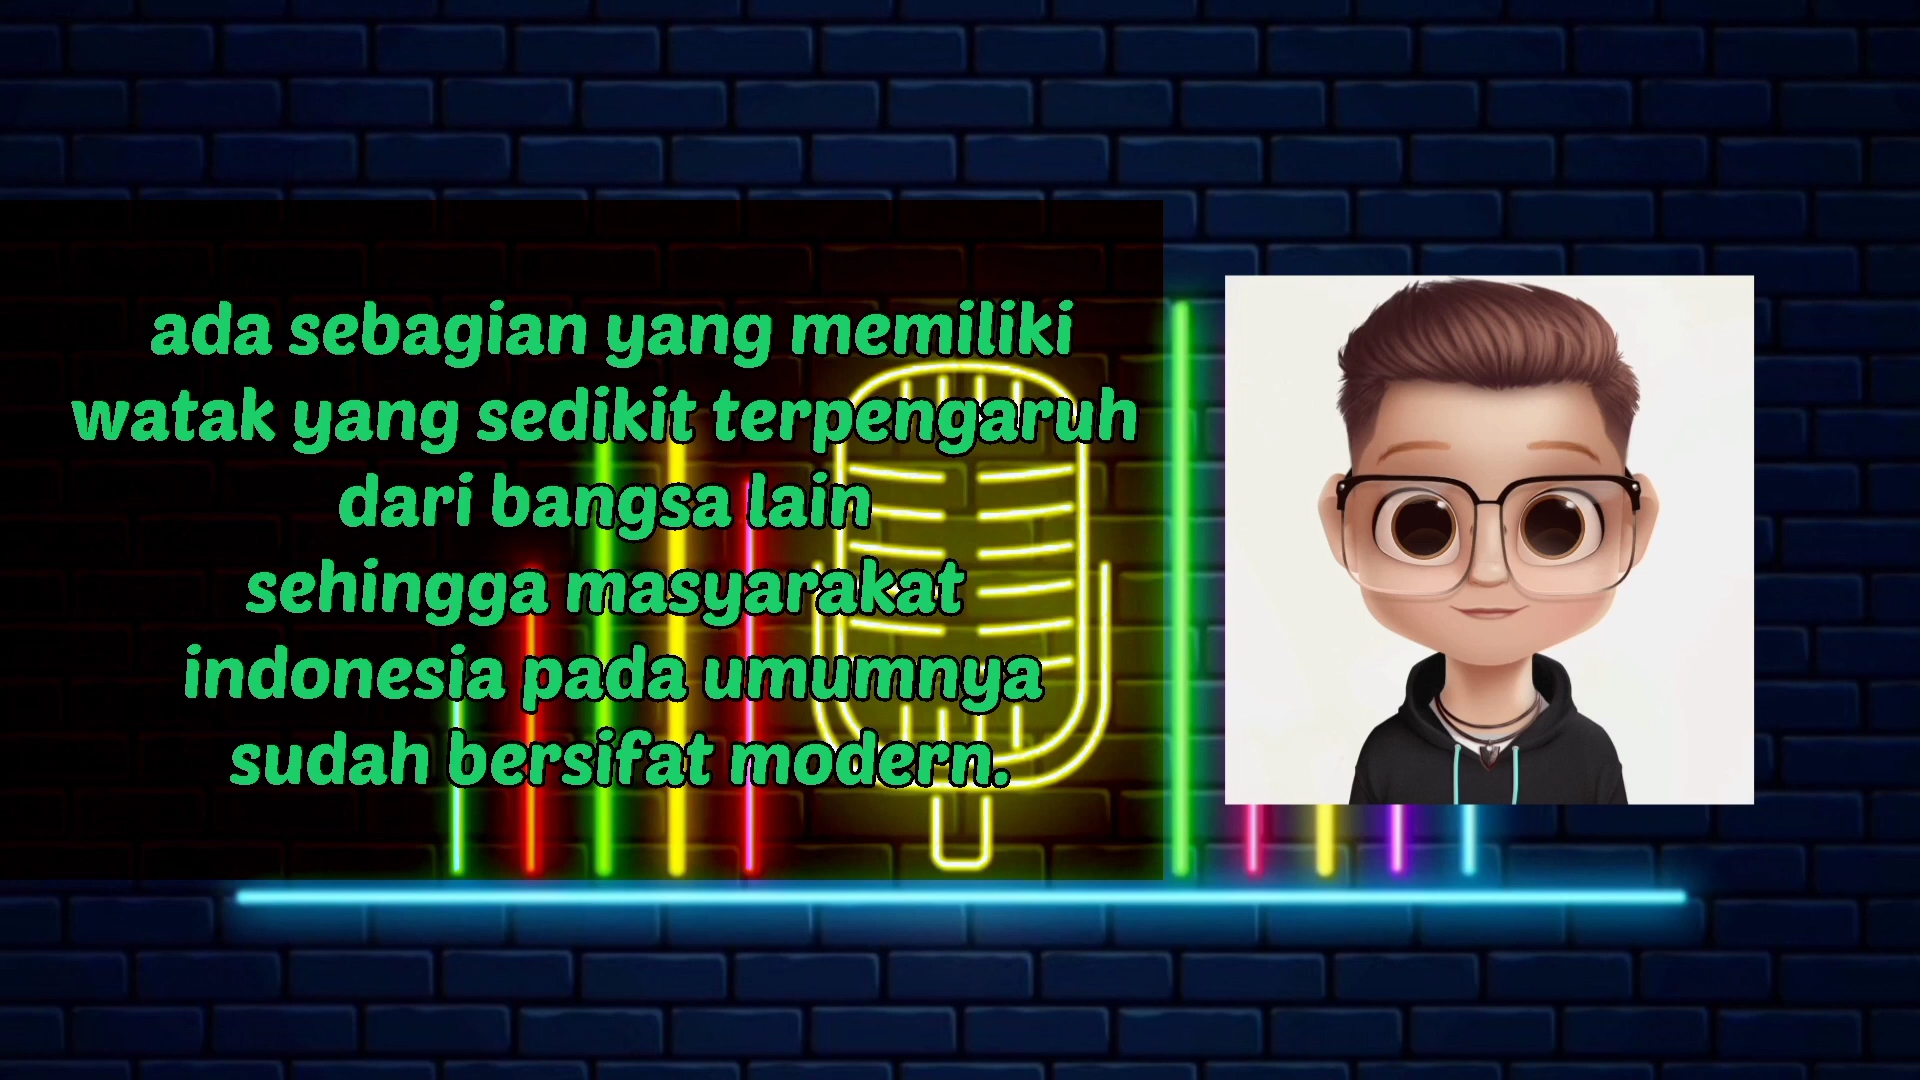 ada sebagian yang memiliki
watak yang sedikit terpengaruh
dari bangsa lain
sehingga masyarakat
indonesia pada umumnya
sudah bersifat modern.